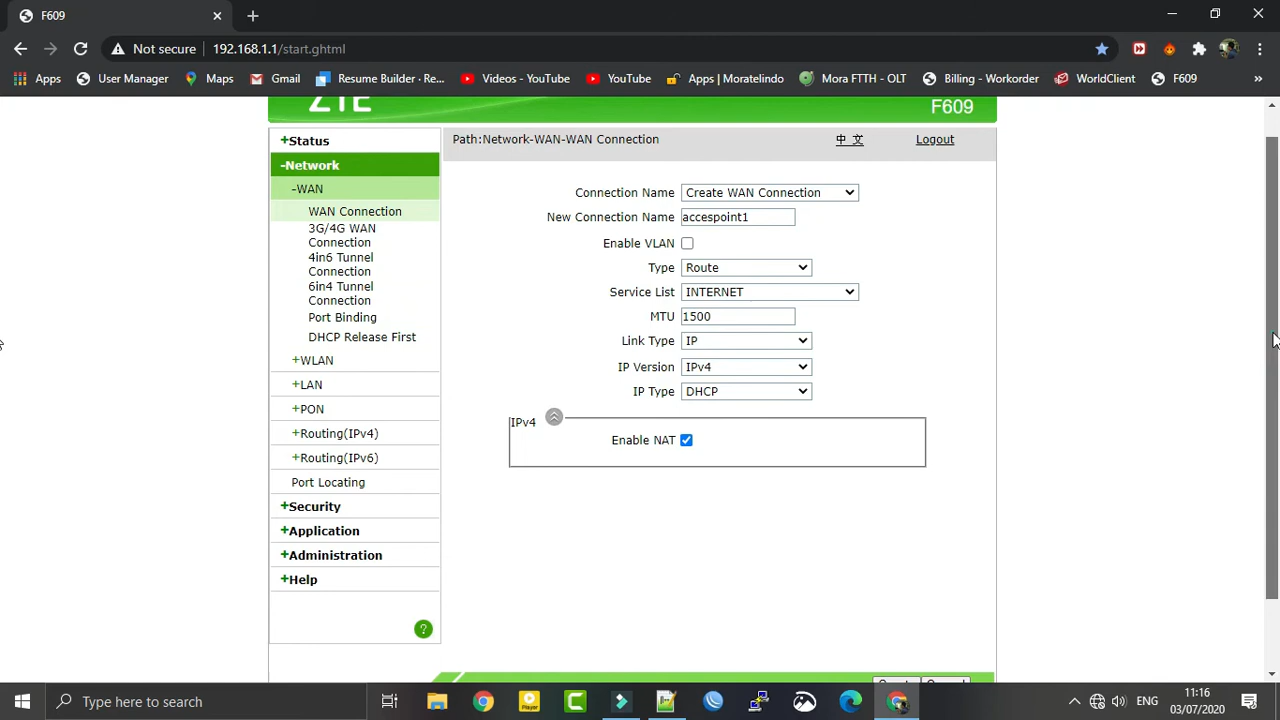 F609
Not secure | 192.168.1.1/start.ghtml
Apps User Manager Maps Gmail Resume Builder - Re... Videos - YouTube YouTube Apps | Moratelindo Mora FTTH - OLT Billing - Workorder WorldClient F609 »
ZTE F609
Path:Network-WAN-WAN Connection 中 文 Logout
+Status
-Network
-WAN
WAN Connection
3G/4G WAN
Connection
4in6 Tunnel
Connection
6in4 Tunnel
Connection
Port Binding
DHCP Release First
+WLAN
+LAN
+PON
+Routing(IPv4)
+Routing(IPv6)
Port Locating
+Security
+Application
+Administration
+Help
?
Connection Name Create WAN Connection
New Connection Name accespoint1
Enable VLAN
Type Route
Service List INTERNET
MTU 1500
Link Type IP
IP Version IPv4
IP Type DHCP
IPv4
Enable NAT
Type here to search
Player
ENG
11:16
03/07/2020